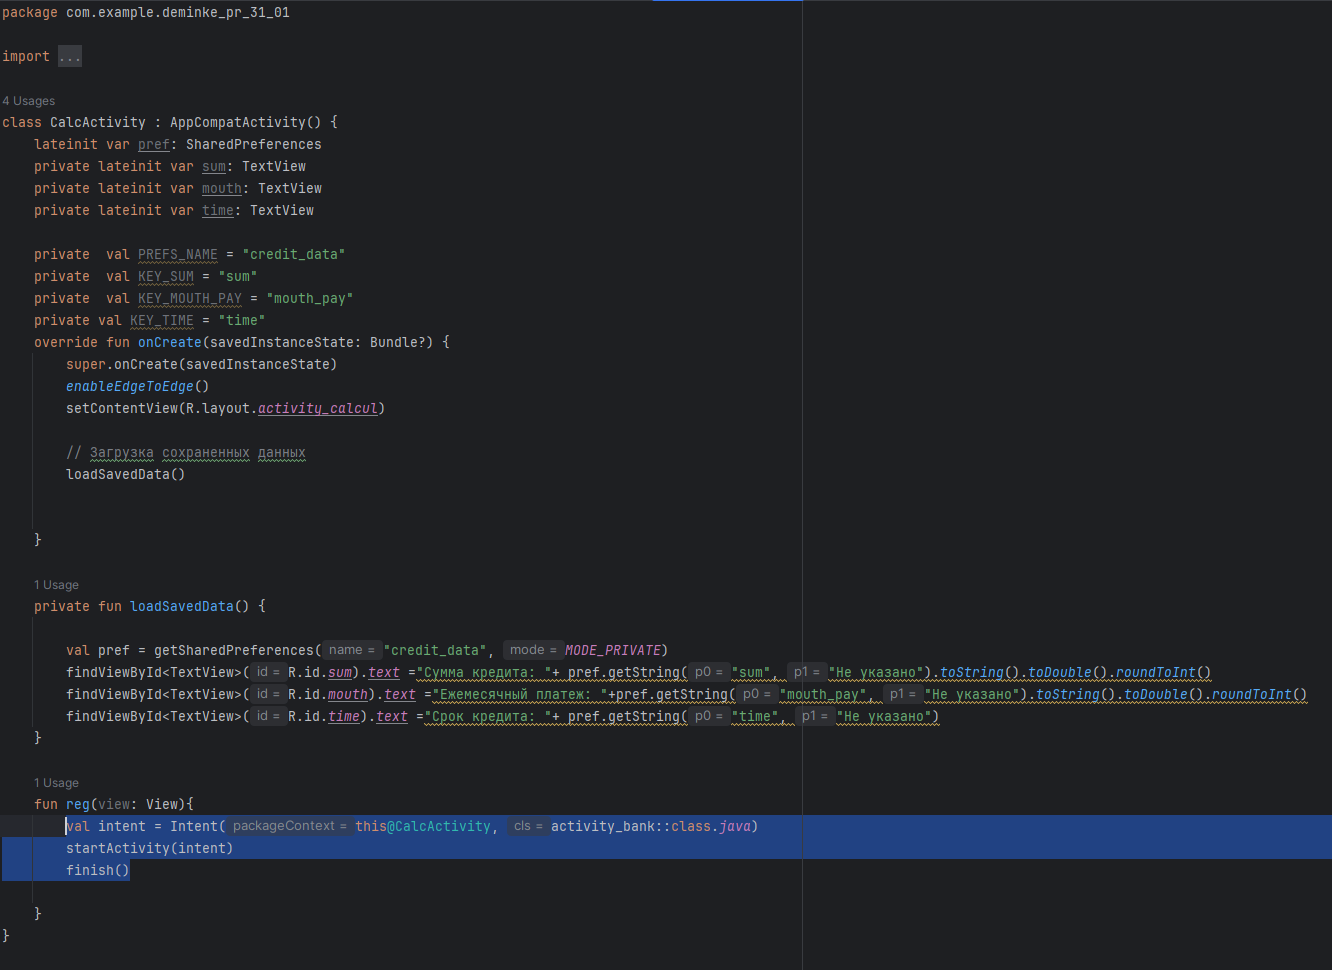 package com.example.deminke_pr_31_01
import ...
4 Usages
class CalcActivity : AppCompatActivity() {
lateinit var pref: SharedPreferences
private lateinit var sum: TextView
private lateinit var mouth: TextView
private lateinit var time: TextView
private  val PREFS_NAME = "credit_data"
private  val KEY_SUM = "sum"
private  val KEY_MOUTH_PAY = "mouth_pay"
private val KEY_TIME = "time"
override fun onCreate(savedInstanceState: Bundle?) {
super.onCreate(savedInstanceState)
enableEdgeToEdge()
setContentView(R.layout.activity_calcul)
// Загрузка сохраненных данных
loadSavedData()
}
1 Usage
private fun loadSavedData() {
val pref = getSharedPreferences( name = "credit_data", mode = MODE_PRIVATE)
findViewById<TextView>( id = R.id.sum).text ="Сумма кредита: "+ pref.getString( p0 = "sum", p1 = "Не указано").toString().toDouble().roundToInt()
findViewById<TextView>( id = R.id.mouth).text ="Ежемесячный платеж: "+pref.getString( p0 = "mouth_pay", p1 = "Не указано").toString().toDouble().roundToInt()
findViewById<TextView>( id = R.id.time).text ="Срок кредита: "+ pref.getString( p0 = "time", p1 = "Не указано")
}
1 Usage
fun reg(view: View){
val intent = Intent( packageContext = this@CalcActivity, cls = activity_bank::class.java)
startActivity(intent)
finish()
}
}